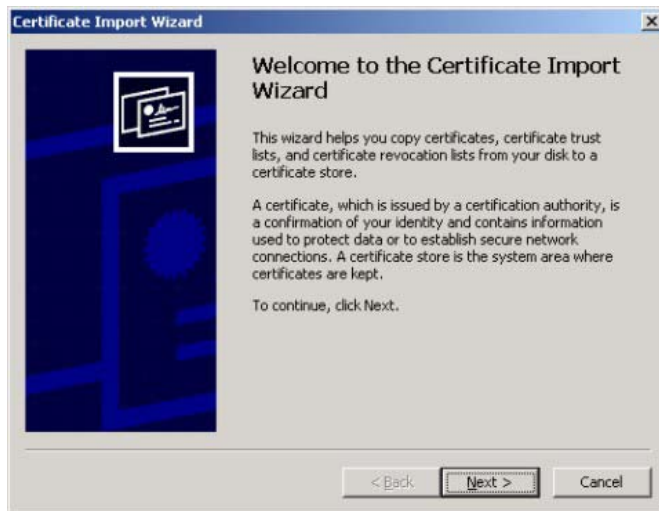 Certificate Import Wizard
Welcome to the Certificate Import
Wizard
This wizard helps you copy certificates, certificate trust
lists, and certificate revocation lists from your disk to a
certificate store.
A certificate, which is issued by a certification authority, is
a confirmation of your identity and contains information
used to protect data or to establish secure network
connections. A certificate store is the system area where
certificates are kept.
To continue, click Next.
< Back Next > Cancel